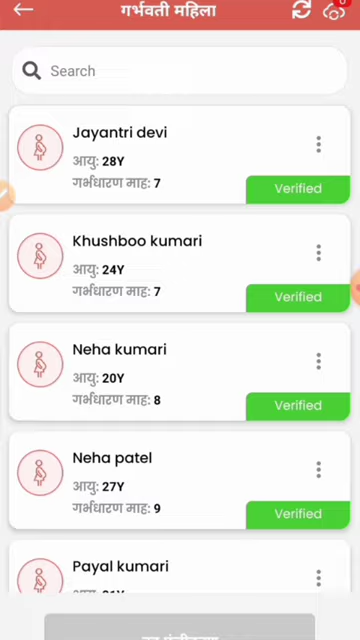 गर्भवती महिला
0
Search
Jayantri devi
आयु: 28Y
गर्भधारण माह: 7
Verified
Khushboo kumari
आयु: 24Y
गर्भधारण माह: 7
Verified
Neha kumari
आयु: 20Y
गर्भधारण माह: 8
Verified
Neha patel
आयु: 27Y
गर्भधारण माह: 9
Verified
Payal kumari